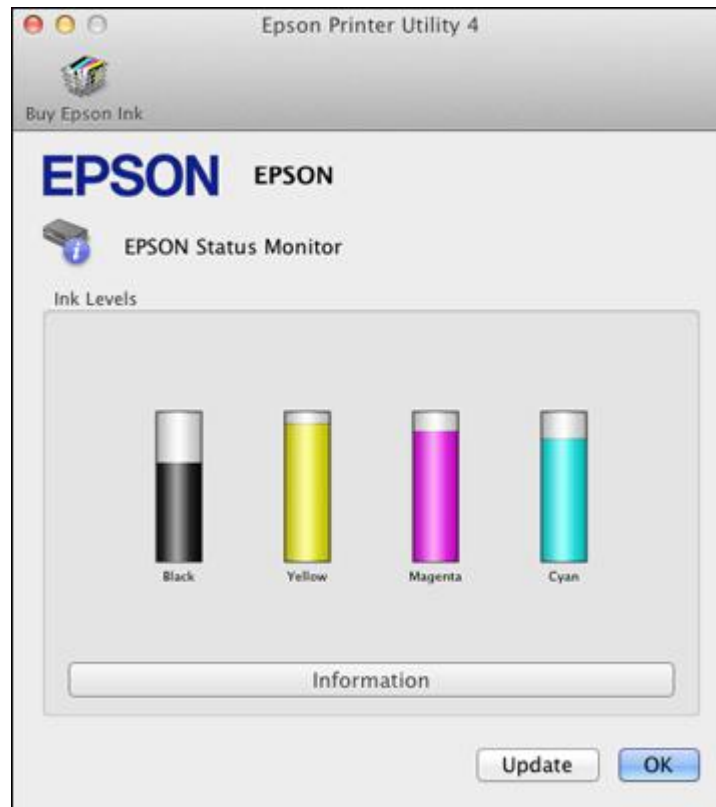 Epson Printer Utility 4
Buy Epson Ink
EPSON EPSON
EPSON Status Monitor
Ink Levels
Black Yellow Magenta Cyan
Information
Update OK